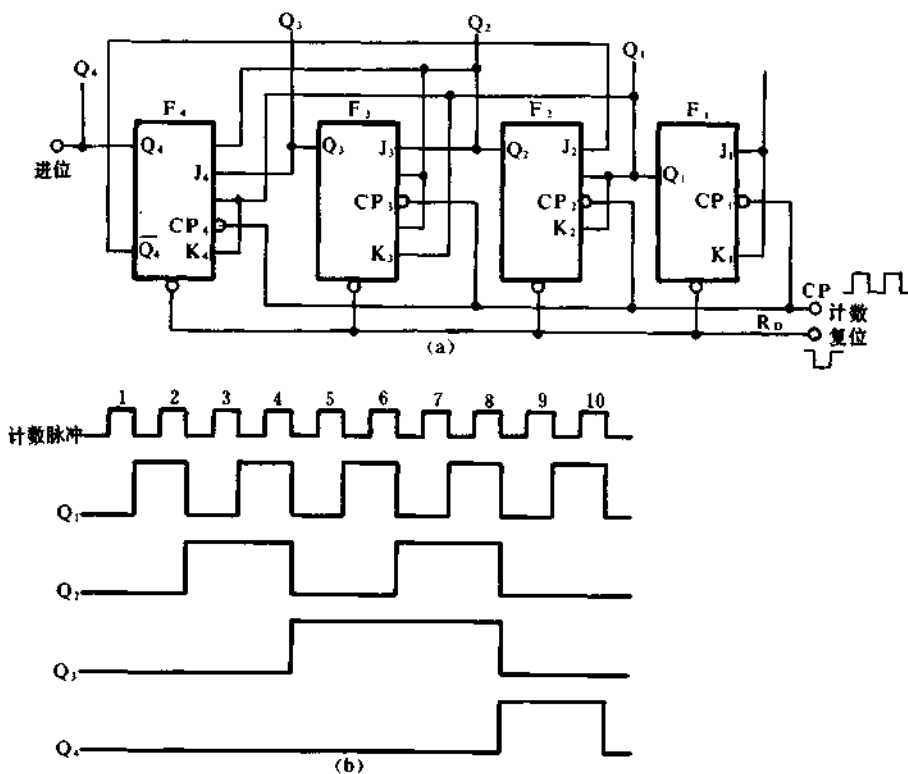 Q₃ Q₂
Q₁
Q₄
F₄ F₃ F₂ F₁
Q₄ Q₃ J₃ Q₂ J₂ Q₁ J₁
进位 J₄
CP₄ CP₃ CP₂ CP₁
Q̅₄ K₄ K₃ K₂ K₁
CP
计数
R_D 复位
(a)
1 2 3 4 5 6 7 8 9 10
计数脉冲
Q₁
Q₂
Q₃
Q₄
(b)